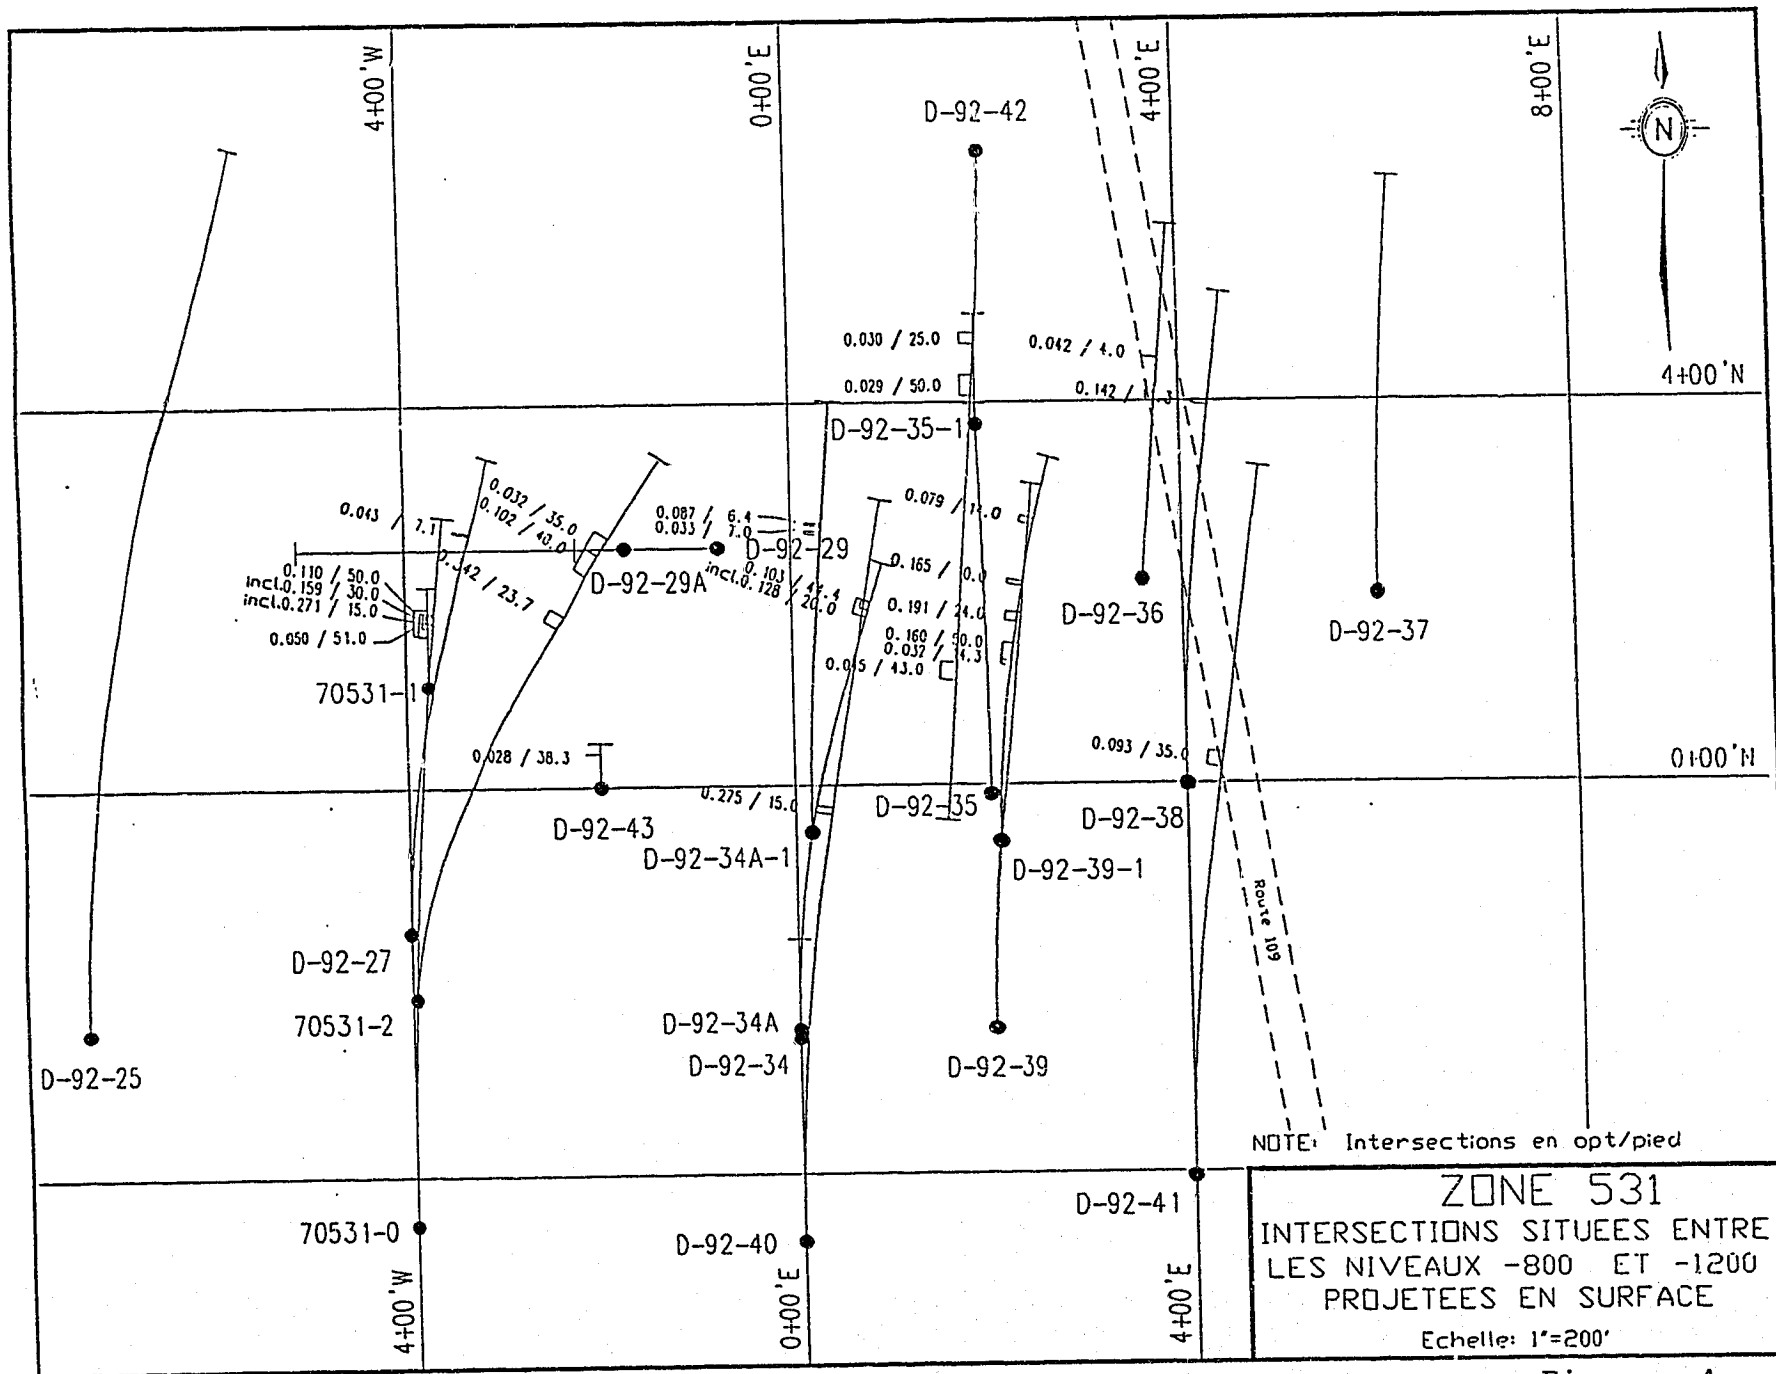 4+00'W
0+00'E
4+00'E
8+00'E
N
D-92-42
0.030 / 25.0
0.042 / 4.0
4+00'N
0.029 / 50.0
0.142 /
D-92-35-1
0.032 / 35.0
0.102 / 40.0
0.043 / 7.1
0.087 / 6.4
0.033 / 7.0
0.079 /
D-92-29
D-92-29A
0.103 /
incl.0.128 / 20.0
0.165 /
0.110 / 50.0
incl.0.159 / 30.0
incl.0.271 / 15.0
0.050 / 51.0
/ 23.7
0.191 / 24.0
0.160 /
0.032 /
/ 43.0
D-92-36
D-92-37
70531-1
0.028 / 38.3
0.093 / 35.0
0+00'N
0.275 / 15.0
D-92-35
D-92-38
D-92-43
D-92-34A-1
D-92-39-1
Route 109
D-92-27
70531-2
D-92-34A
D-92-34
D-92-39
D-92-25
NOTE: Intersections en opt/pied
D-92-41
70531-0
D-92-40
4+00'W
0+00'E
4+00'E
ZONE 531
INTERSECTIONS SITUEES ENTRE
LES NIVEAUX -800 ET -1200
PROJETEES EN SURFACE
Echelle: 1"=200'